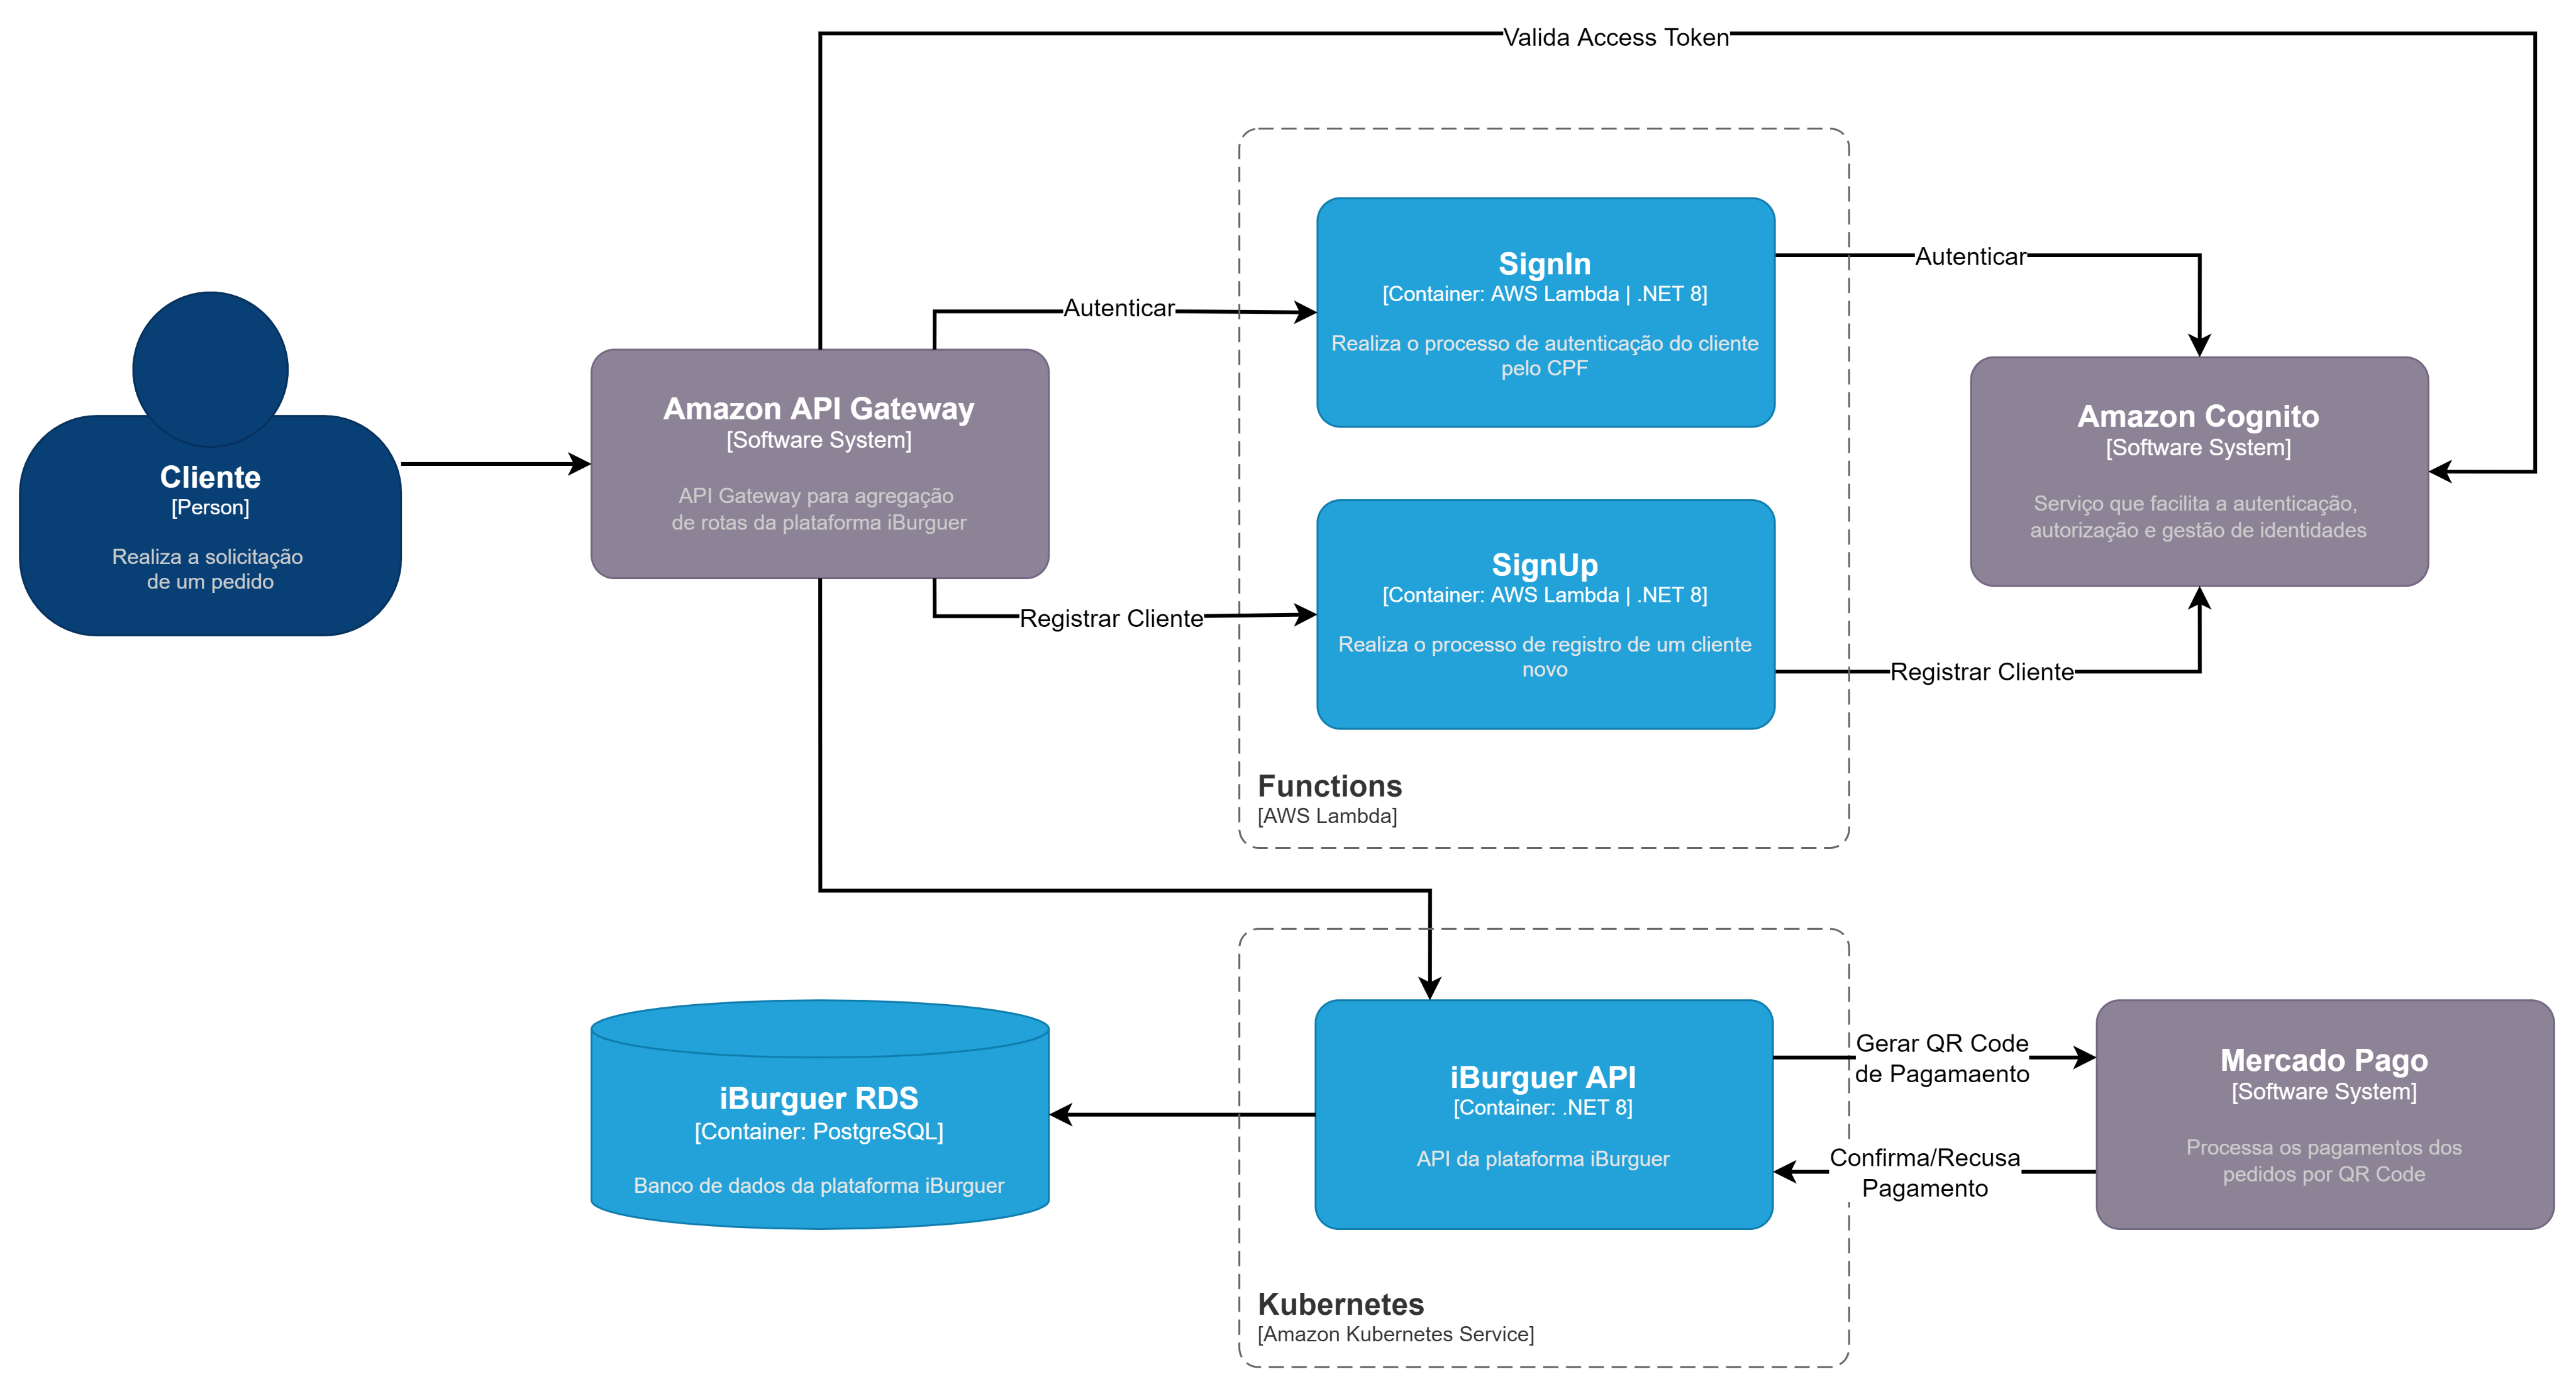 Valida Access Token
Cliente
[Person]
Realiza a solicitação
de um pedido
Amazon API Gateway
[Software System]
API Gateway para agregação
de rotas da plataforma iBurguer
Autenticar
Registrar Cliente
SignIn
[Container: AWS Lambda | .NET 8]
Realiza o processo de autenticação do cliente
pelo CPF
SignUp
[Container: AWS Lambda | .NET 8]
Realiza o processo de registro de um cliente
novo
Functions
[AWS Lambda]
Autenticar
Registrar Cliente
Amazon Cognito
[Software System]
Serviço que facilita a autenticação,
autorização e gestão de identidades
iBurguer RDS
[Container: PostgreSQL]
Banco de dados da plataforma iBurguer
iBurguer API
[Container: .NET 8]
API da plataforma iBurguer
Kubernetes
[Amazon Kubernetes Service]
Gerar QR Code
de Pagamaento
Confirma/Recusa
Pagamento
Mercado Pago
[Software System]
Processa os pagamentos dos
pedidos por QR Code